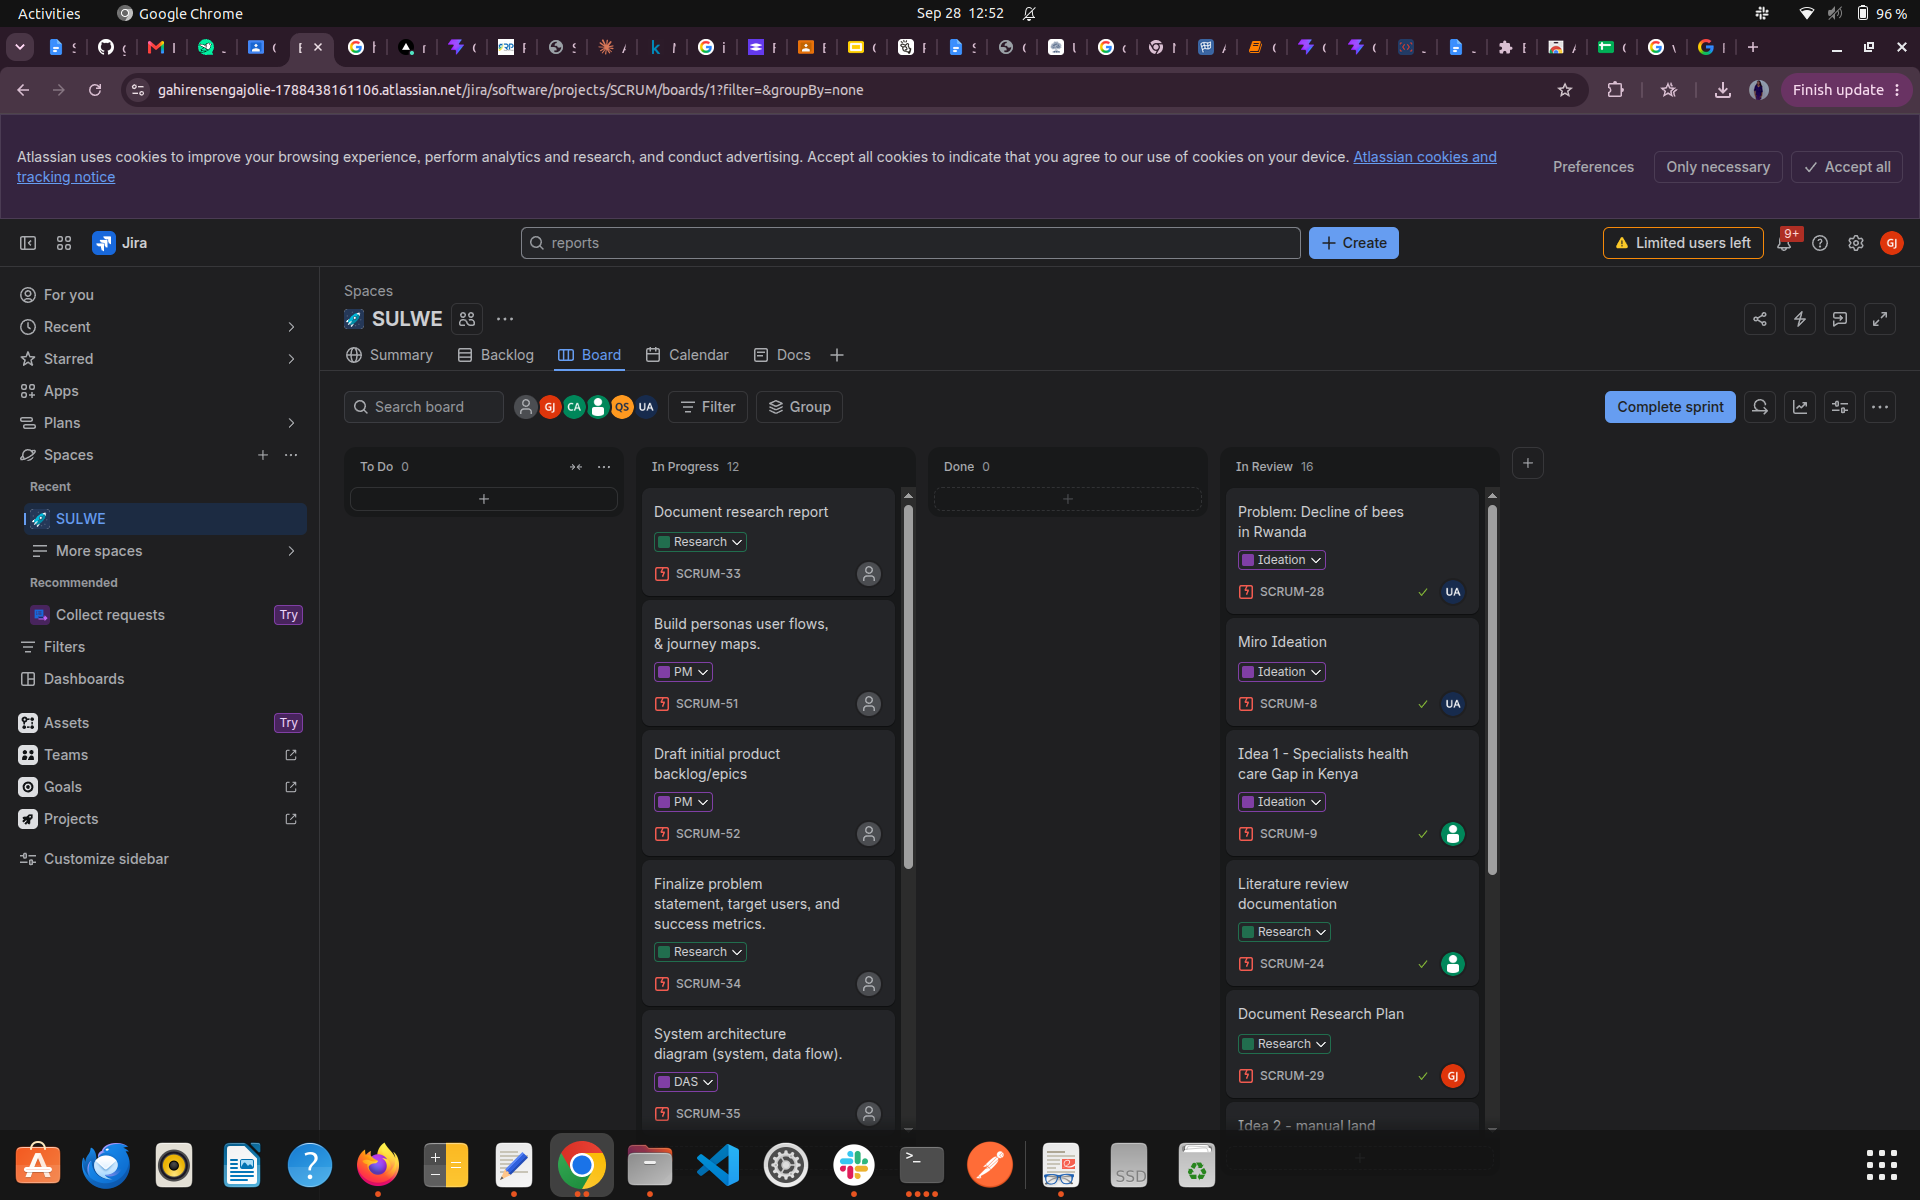 Activities
Google Chrome
Sep 28 12:52
96 %
gahirensengajolie-1788438161106.atlassian.net/jira/software/projects/SCRUM/boards/1?filter=&groupBy=none
Finish update
Atlassian uses cookies to improve your browsing experience, perform analytics and research, and conduct advertising. Accept all cookies to indicate that you agree to our use of cookies on your device. Atlassian cookies and
tracking notice
Preferences
Only necessary
Accept all
Jira
reports
Create
Limited users left
9+
GJ
For you
Recent
Starred
Apps
Plans
Spaces
Recent
SULWE
More spaces
Recommended
Collect requests
Try
Filters
Dashboards
Assets
Try
Teams
Goals
Projects
Customize sidebar
Spaces
SULWE
Summary
Backlog
Board
Calendar
Docs
Search board
GJ
CA
QS
UA
Filter
Group
Complete sprint
To Do 0
In Progress 12
Document research report
Research
SCRUM-33
Build personas user flows,
& journey maps.
PM
SCRUM-51
Draft initial product
backlog/epics
PM
SCRUM-52
Finalize problem
statement, target users, and
success metrics.
Research
SCRUM-34
System architecture
diagram (system, data flow).
DAS
SCRUM-35
Done 0
In Review 16
Problem: Decline of bees
in Rwanda
Ideation
SCRUM-28
UA
Miro Ideation
Ideation
SCRUM-8
UA
Idea 1 - Specialists health
care Gap in Kenya
Ideation
SCRUM-9
Literature review
documentation
Research
SCRUM-24
Document Research Plan
Research
SCRUM-29
GJ
Idea 2 - manual land
SSD